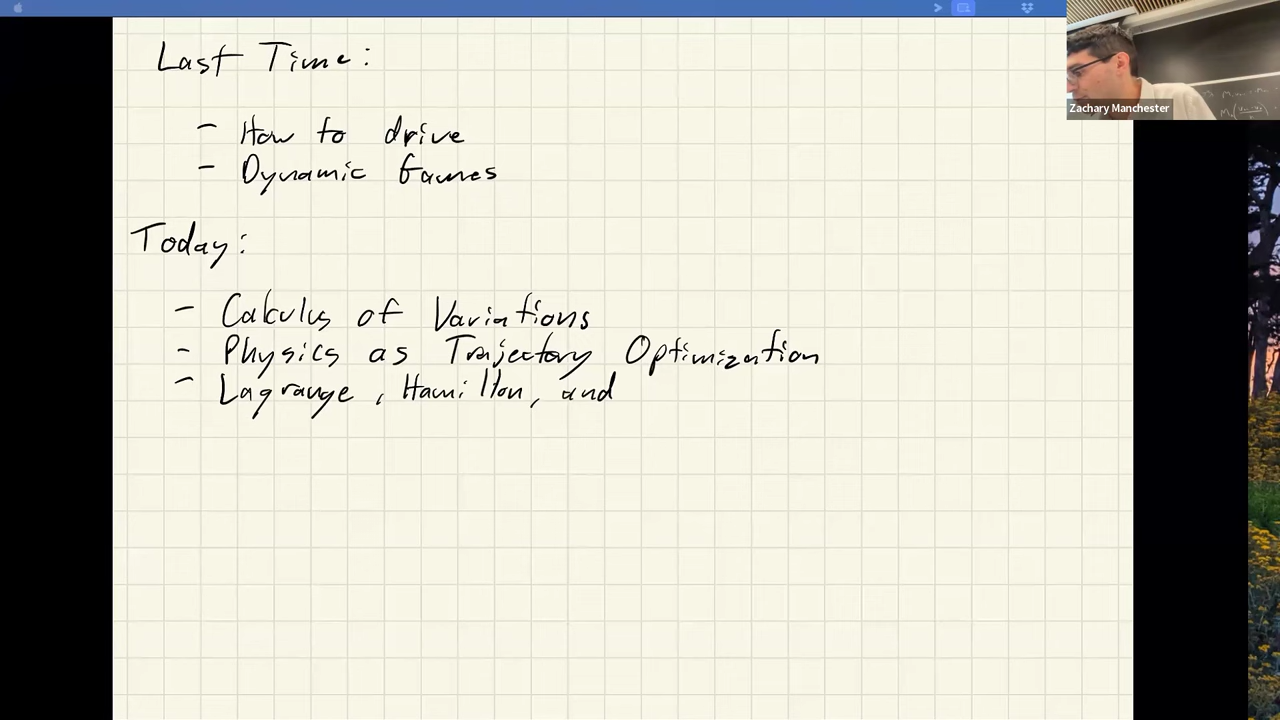 Last Time:
- How to drive
- Dynamic Games
Today:
- Calculus of Variations
- Physics as Trajectory Optimization
- Lagrange, Hamilton, and
Zachary Manchester